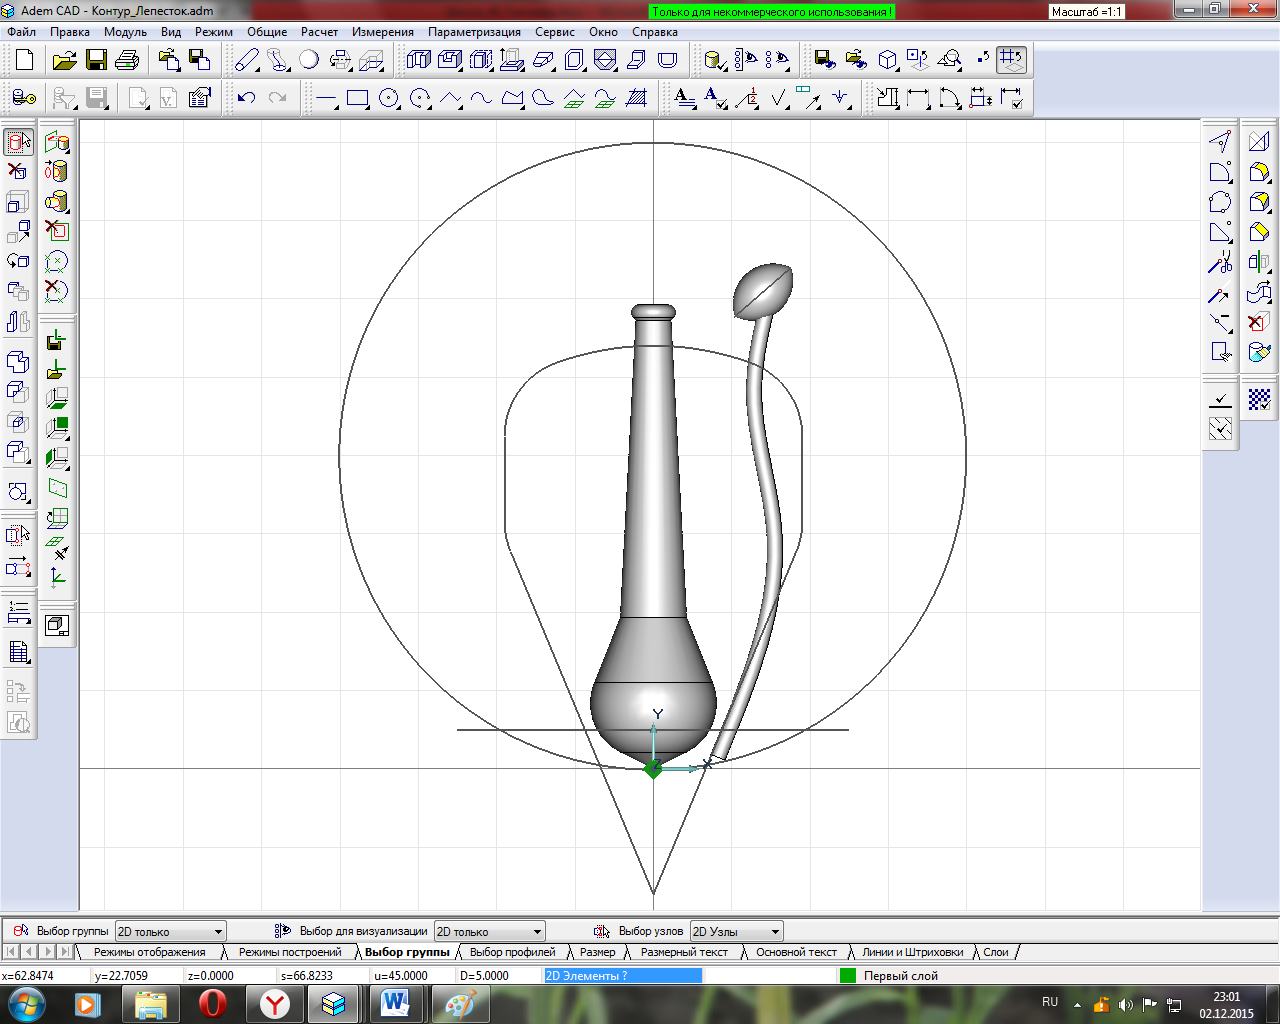 Adem CAD - Контур_Лепесток.adm
Только для некоммерческого использования !
Масштаб =1:1
Файл Правка Модуль Вид Режим Общие Расчет Измерения Параметризация Сервис Окно Справка
Y
Z
X
Выбор группы 2D только Выбор для визуализации 2D только Выбор узлов 2D Узлы
Режимы отображения Режимы построений Выбор группы Выбор профилей Размер Размерный текст Основной текст Линии и Штриховки Слои
x=62.8474 y=22.7059 z=0.0000 s=66.8233 u=45.0000 D=5.0000 2D Элементы ? Первый слой
RU 23:01
02.12.2015